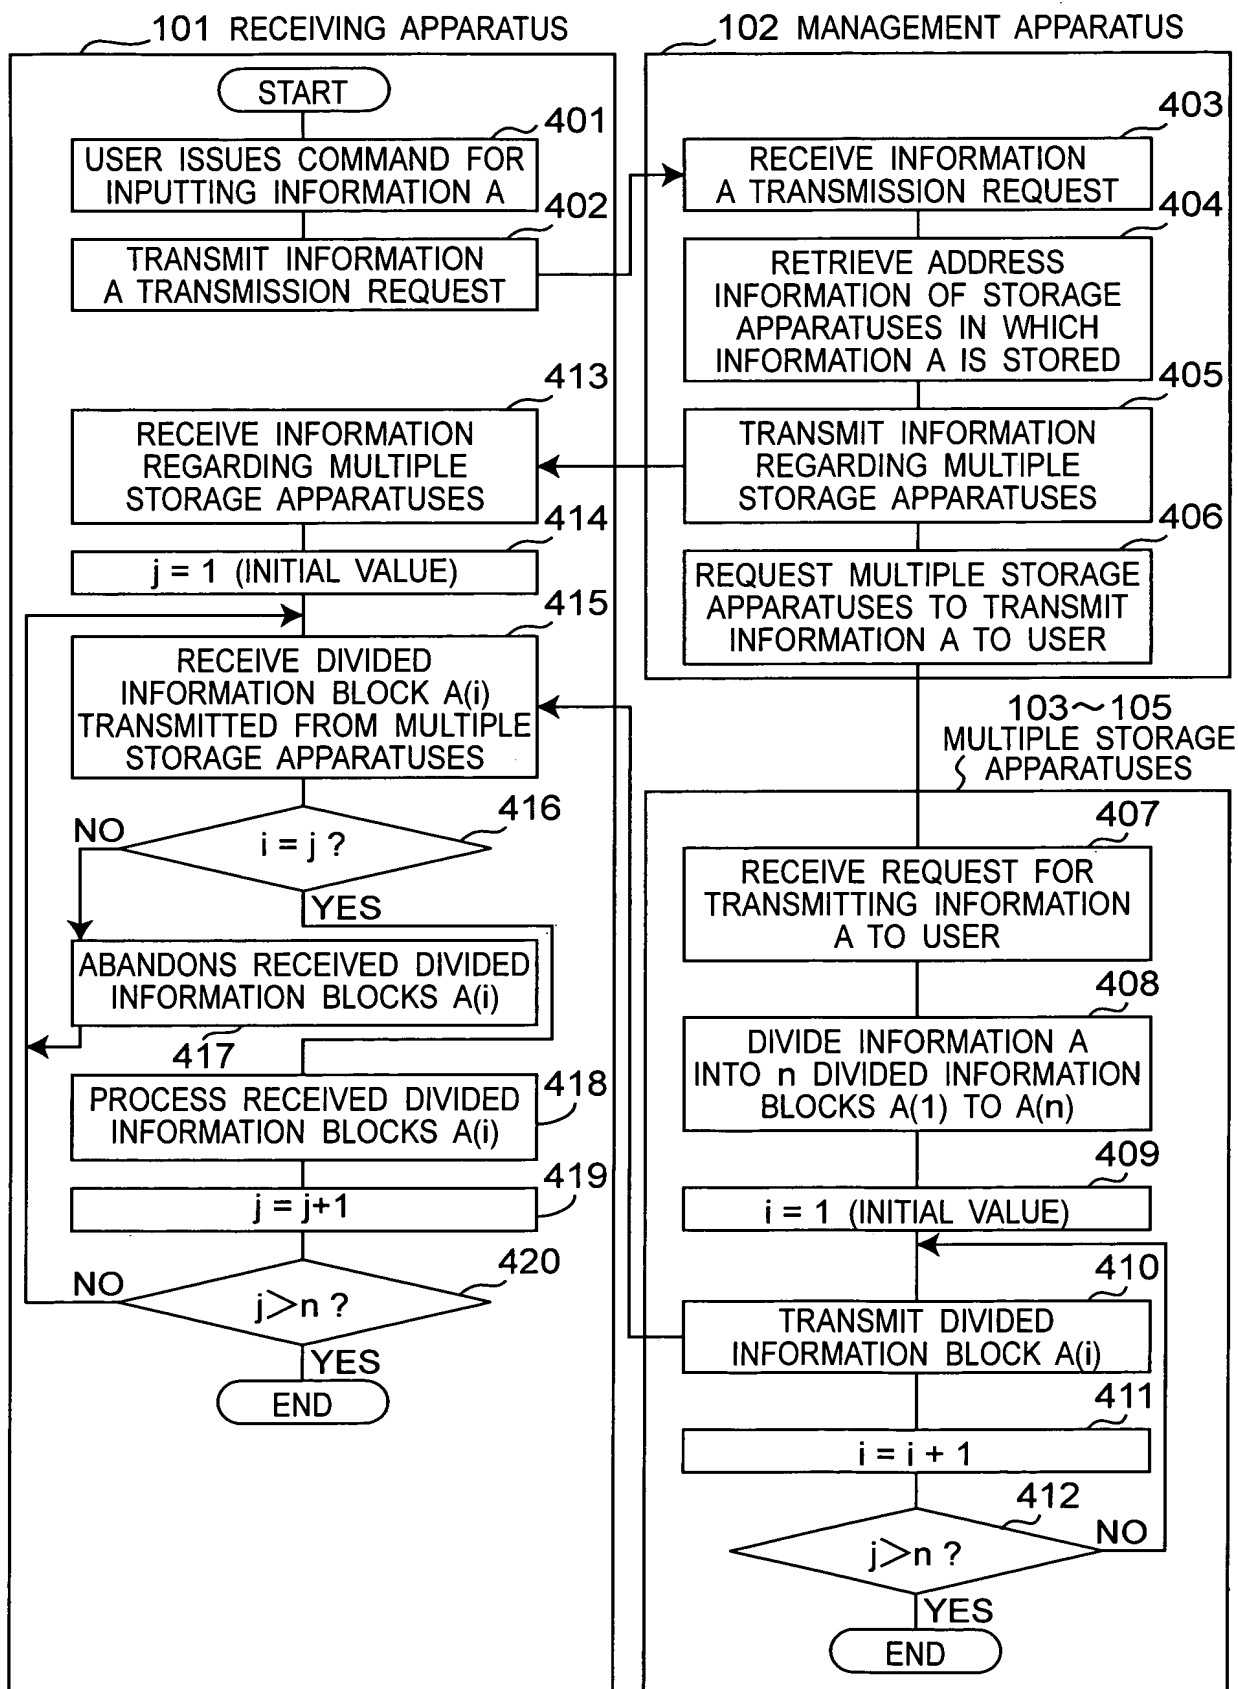 101 RECEIVING APPARATUS
START
401
USER ISSUES COMMAND FOR
INPUTTING INFORMATION A
402
TRANSMIT INFORMATION
A TRANSMISSION REQUEST
413
RECEIVE INFORMATION
REGARDING MULTIPLE
STORAGE APPARATUSES
414
j = 1 (INITIAL VALUE)
415
RECEIVE DIVIDED
INFORMATION BLOCK A(i)
TRANSMITTED FROM MULTIPLE
STORAGE APPARATUSES
416
NO
i = j ?
YES
ABANDONS RECEIVED DIVIDED
INFORMATION BLOCKS A(i)
417
PROCESS RECEIVED DIVIDED
INFORMATION BLOCKS A(i)
418
j = j+1
419
NO
j>n ?
420
YES
END
102 MANAGEMENT APPARATUS
403
RECEIVE INFORMATION
A TRANSMISSION REQUEST
404
RETRIEVE ADDRESS
INFORMATION OF STORAGE
APPARATUSES IN WHICH
INFORMATION A IS STORED
405
TRANSMIT INFORMATION
REGARDING MULTIPLE
STORAGE APPARATUSES
406
REQUEST MULTIPLE STORAGE
APPARATUSES TO TRANSMIT
INFORMATION A TO USER
103~105
MULTIPLE STORAGE
APPARATUSES
407
RECEIVE REQUEST FOR
TRANSMITTING INFORMATION
A TO USER
408
DIVIDE INFORMATION A
INTO n DIVIDED INFORMATION
BLOCKS A(1) TO A(n)
409
i = 1 (INITIAL VALUE)
410
TRANSMIT DIVIDED
INFORMATION BLOCK A(i)
411
i = i + 1
412
j>n ?
NO
YES
END